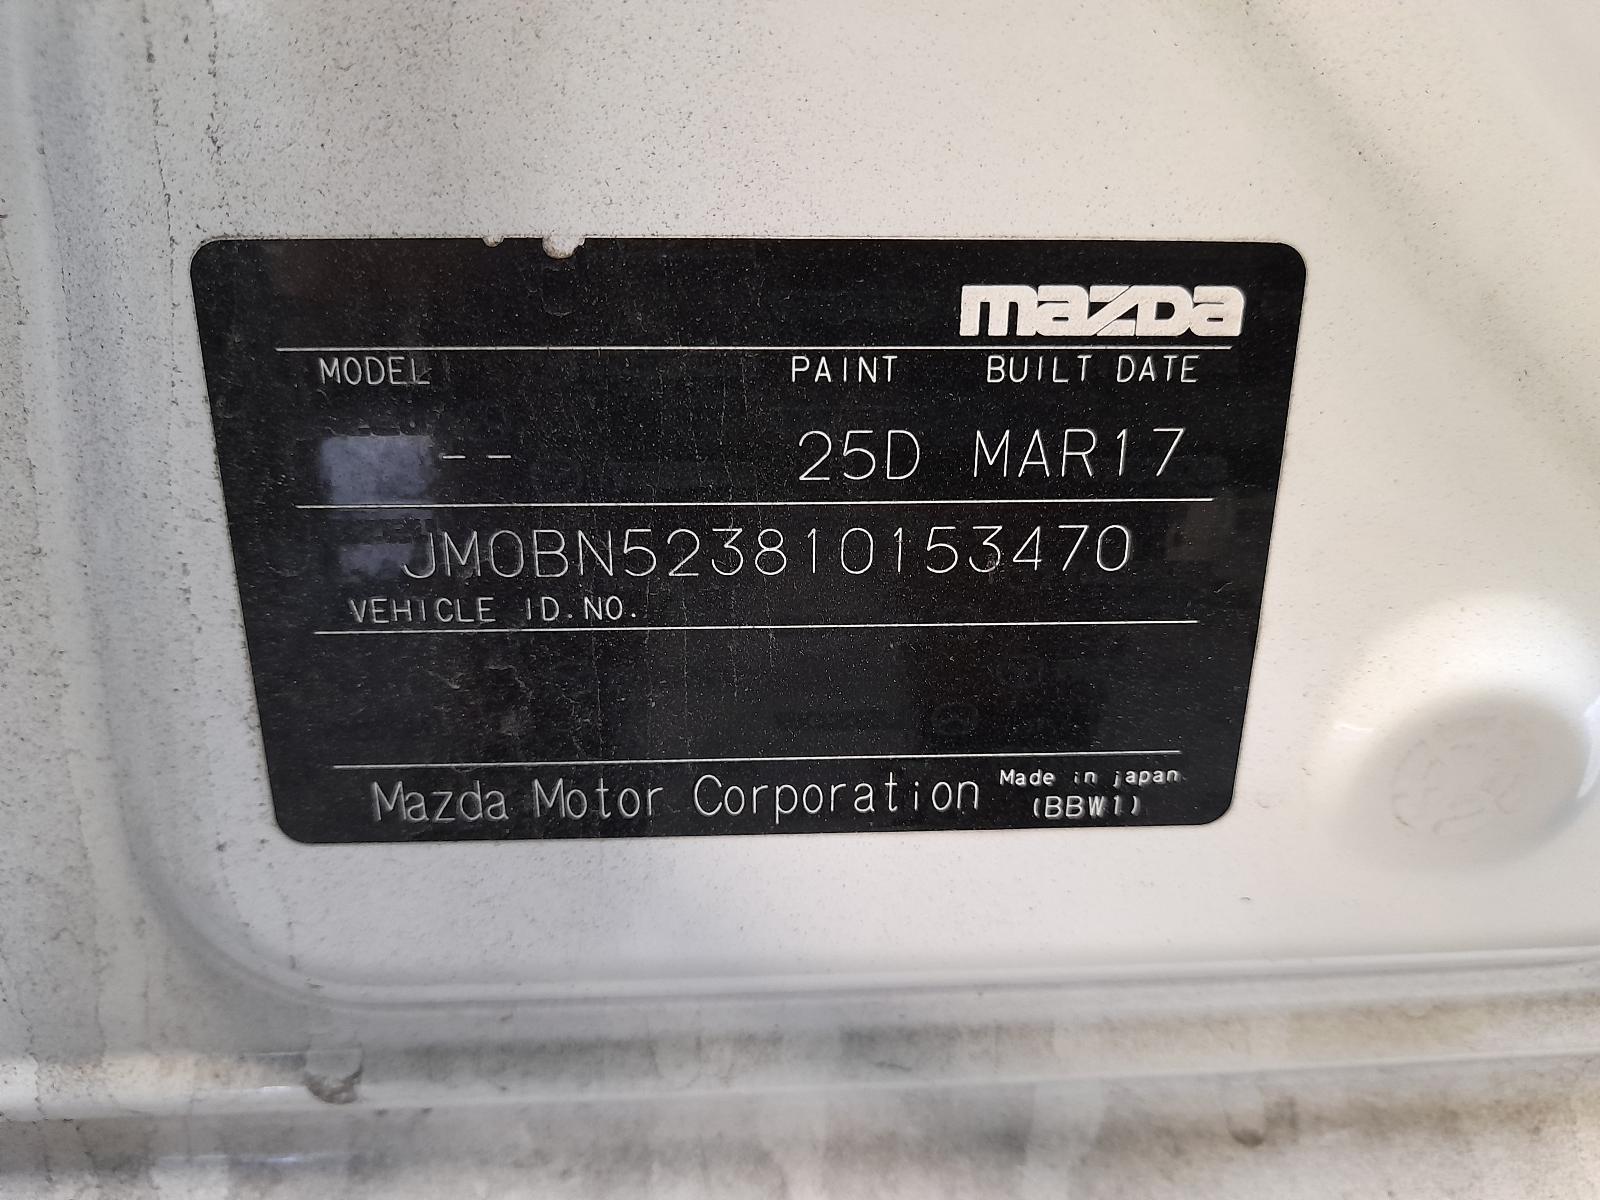 mazda
MODEL PAINT BUILT DATE
-- 25D MAR17
JM0BN523810153470
VEHICLE ID.NO.
Mazda Motor Corporation Made in japan
(BBW1)